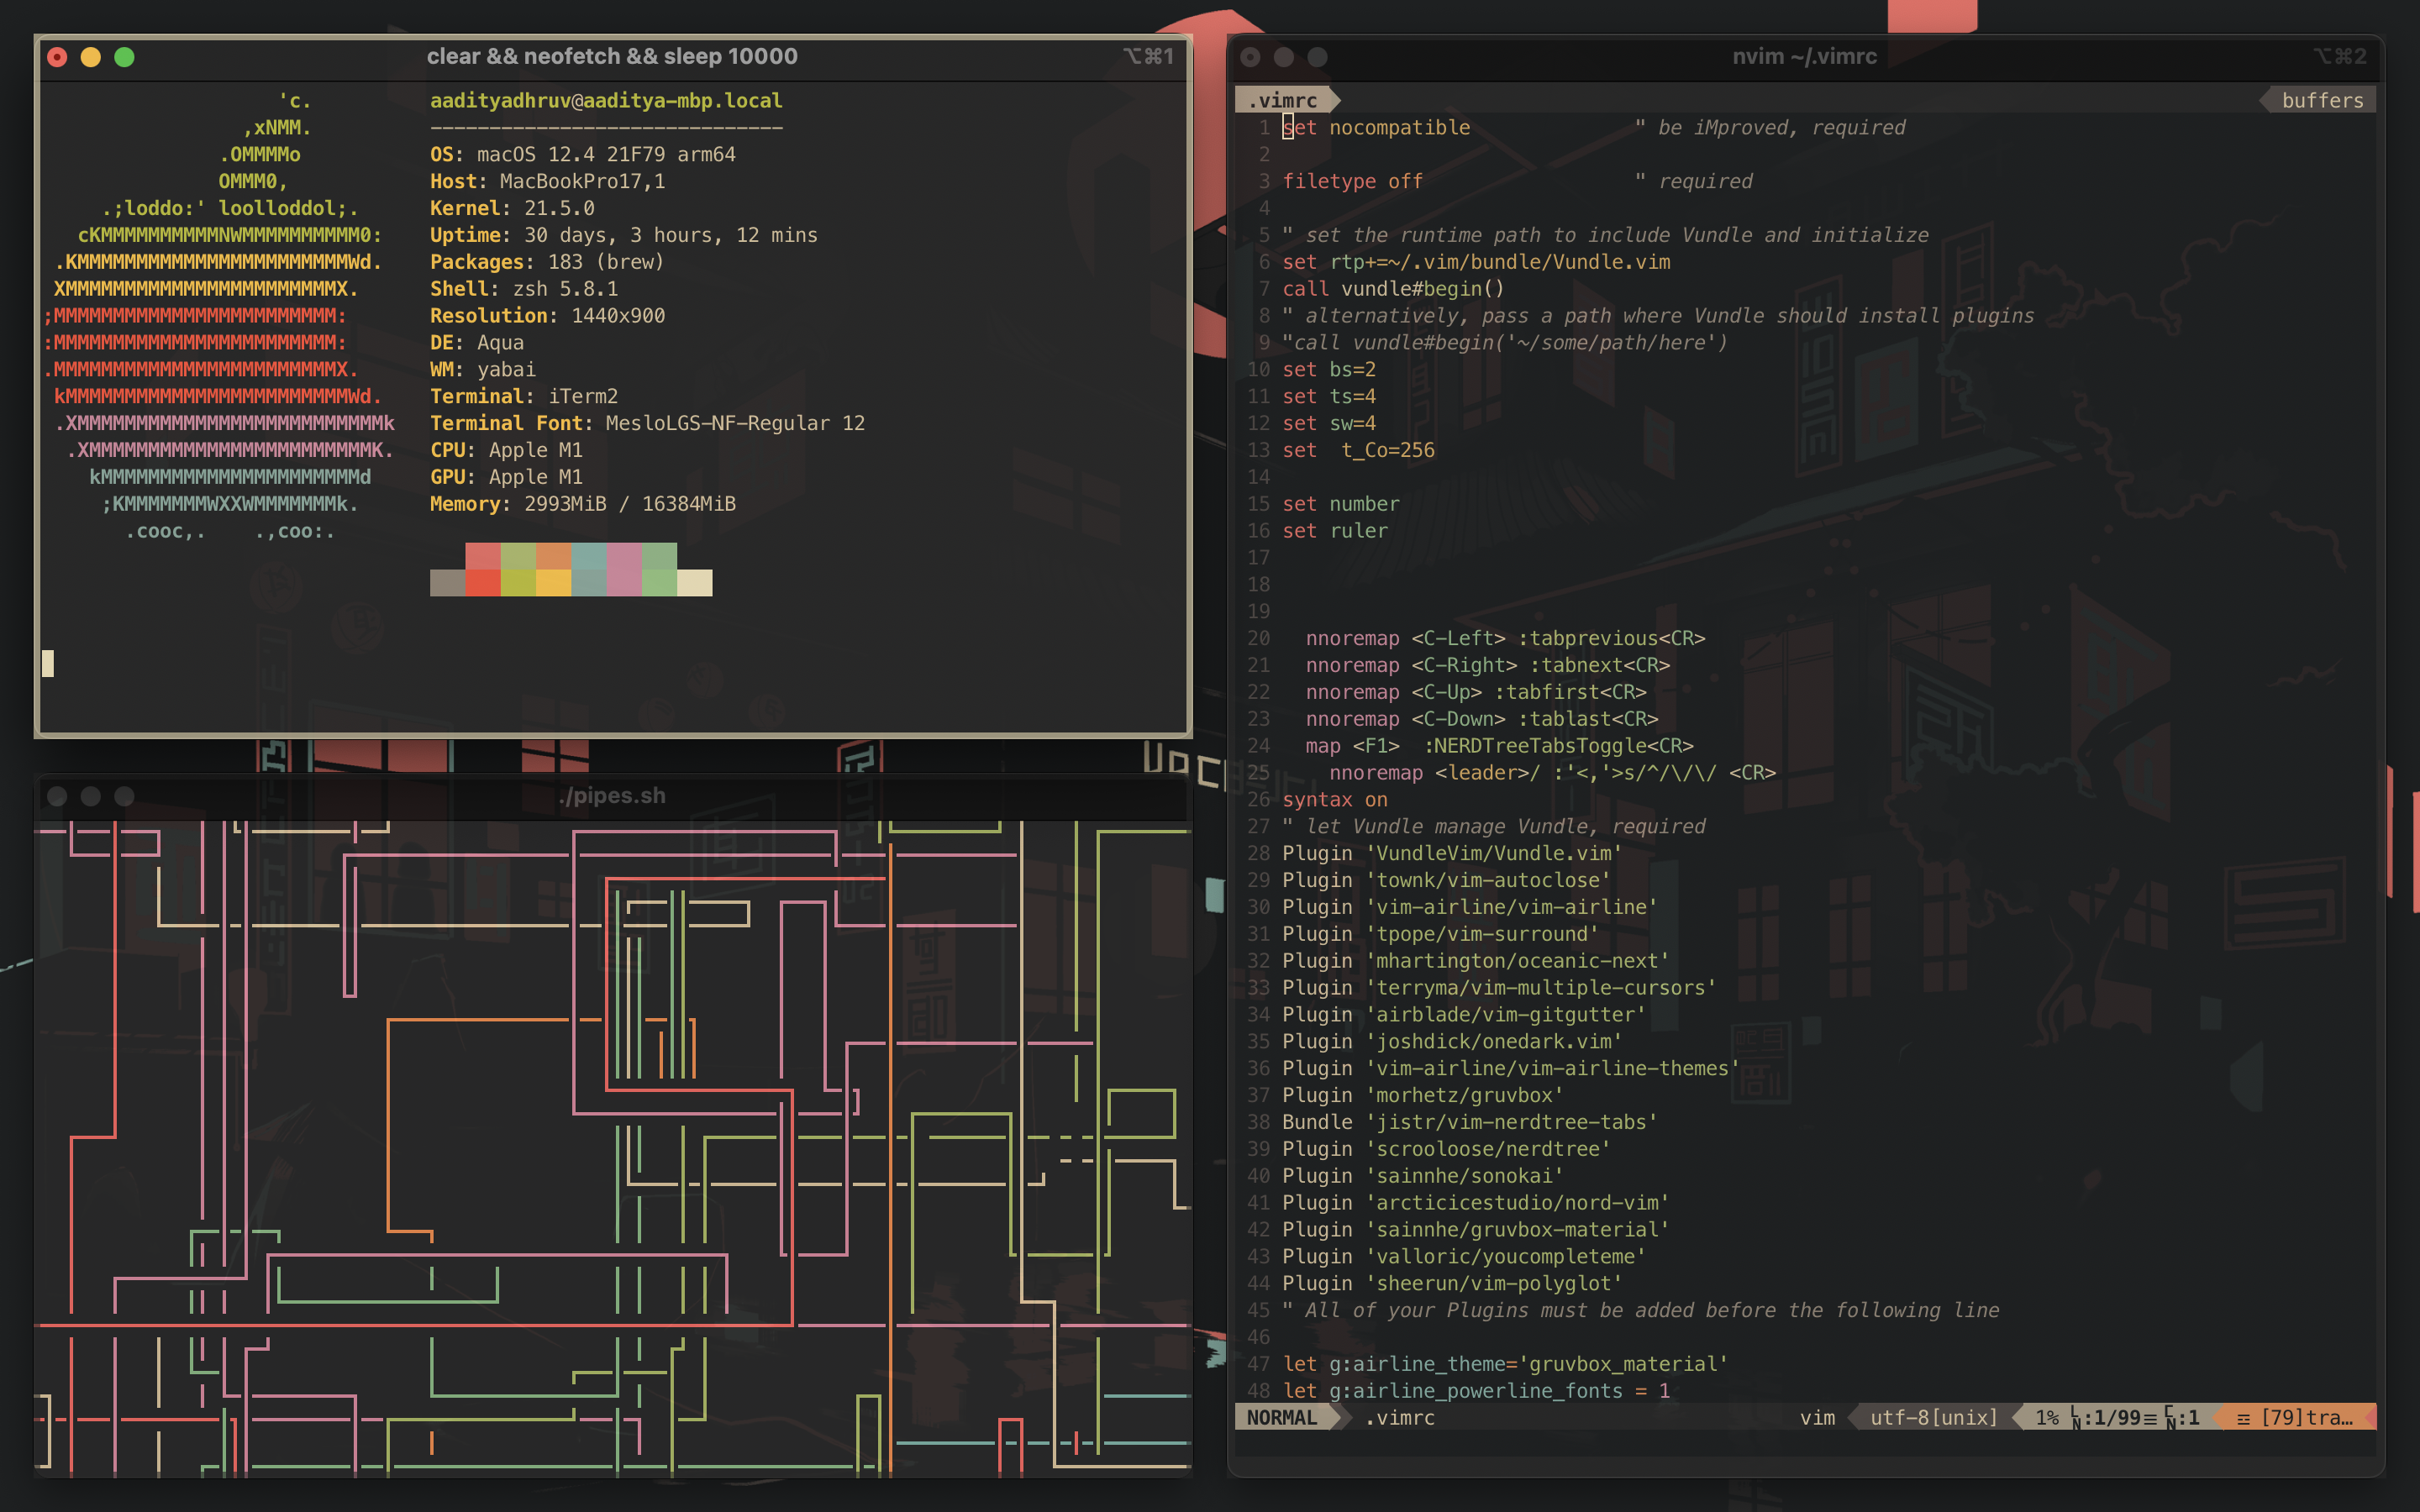 clear && neofetch && sleep 10000 ⌥⌘1
'c.
,xNMM.
.OMMMMo
OMMM0,
.;loddo:' loolloddol;.
cKMMMMMMMMMMNWMMMMMMMMMM0:
.KMMMMMMMMMMMMMMMMMMMMMMMWd.
XMMMMMMMMMMMMMMMMMMMMMMMX.
;MMMMMMMMMMMMMMMMMMMMMMMM:
:MMMMMMMMMMMMMMMMMMMMMMMM:
.MMMMMMMMMMMMMMMMMMMMMMMMX.
kMMMMMMMMMMMMMMMMMMMMMMMMWd.
.XMMMMMMMMMMMMMMMMMMMMMMMMMMk
.XMMMMMMMMMMMMMMMMMMMMMMMMK.
kMMMMMMMMMMMMMMMMMMMMMMd
;KMMMMMMMWXXWMMMMMMMk.
.cooc,. .,coo:.
aadityadhruv@aaditya-mbp.local
------------------------------
OS: macOS 12.4 21F79 arm64
Host: MacBookPro17,1
Kernel: 21.5.0
Uptime: 30 days, 3 hours, 12 mins
Packages: 183 (brew)
Shell: zsh 5.8.1
Resolution: 1440x900
DE: Aqua
WM: yabai
Terminal: iTerm2
Terminal Font: MesloLGS-NF-Regular 12
CPU: Apple M1
GPU: Apple M1
Memory: 2993MiB / 16384MiB
./pipes.sh
nvim ~/.vimrc ⌥⌘2
.vimrc buffers
1 set nocompatible " be iMproved, required
2
3 filetype off " required
4
5 " set the runtime path to include Vundle and initialize
6 set rtp+=~/.vim/bundle/Vundle.vim
7 call vundle#begin()
8 " alternatively, pass a path where Vundle should install plugins
9 "call vundle#begin('~/some/path/here')
10 set bs=2
11 set ts=4
12 set sw=4
13 set  t_Co=256
14
15 set number
16 set ruler
17
18
19
20 nnoremap <C-Left> :tabprevious<CR>
21 nnoremap <C-Right> :tabnext<CR>
22 nnoremap <C-Up> :tabfirst<CR>
23 nnoremap <C-Down> :tablast<CR>
24 map <F1>  :NERDTreeTabsToggle<CR>
25 nnoremap <leader>/ :'<,'>s/^/\/\/ <CR>
26 syntax on
27 " let Vundle manage Vundle, required
28 Plugin 'VundleVim/Vundle.vim'
29 Plugin 'townk/vim-autoclose'
30 Plugin 'vim-airline/vim-airline'
31 Plugin 'tpope/vim-surround'
32 Plugin 'mhartington/oceanic-next'
33 Plugin 'terryma/vim-multiple-cursors'
34 Plugin 'airblade/vim-gitgutter'
35 Plugin 'joshdick/onedark.vim'
36 Plugin 'vim-airline/vim-airline-themes'
37 Plugin 'morhetz/gruvbox'
38 Bundle 'jistr/vim-nerdtree-tabs'
39 Plugin 'scrooloose/nerdtree'
40 Plugin 'sainnhe/sonokai'
41 Plugin 'arcticicestudio/nord-vim'
42 Plugin 'sainnhe/gruvbox-material'
43 Plugin 'valloric/youcompleteme'
44 Plugin 'sheerun/vim-polyglot'
45 " All of your Plugins must be added before the following line
46
47 let g:airline_theme='gruvbox_material'
48 let g:airline_powerline_fonts = 1
NORMAL .vimrc vim utf-8[unix] 1% LN:1/99≡ CN:1 ☲ [79]tra…